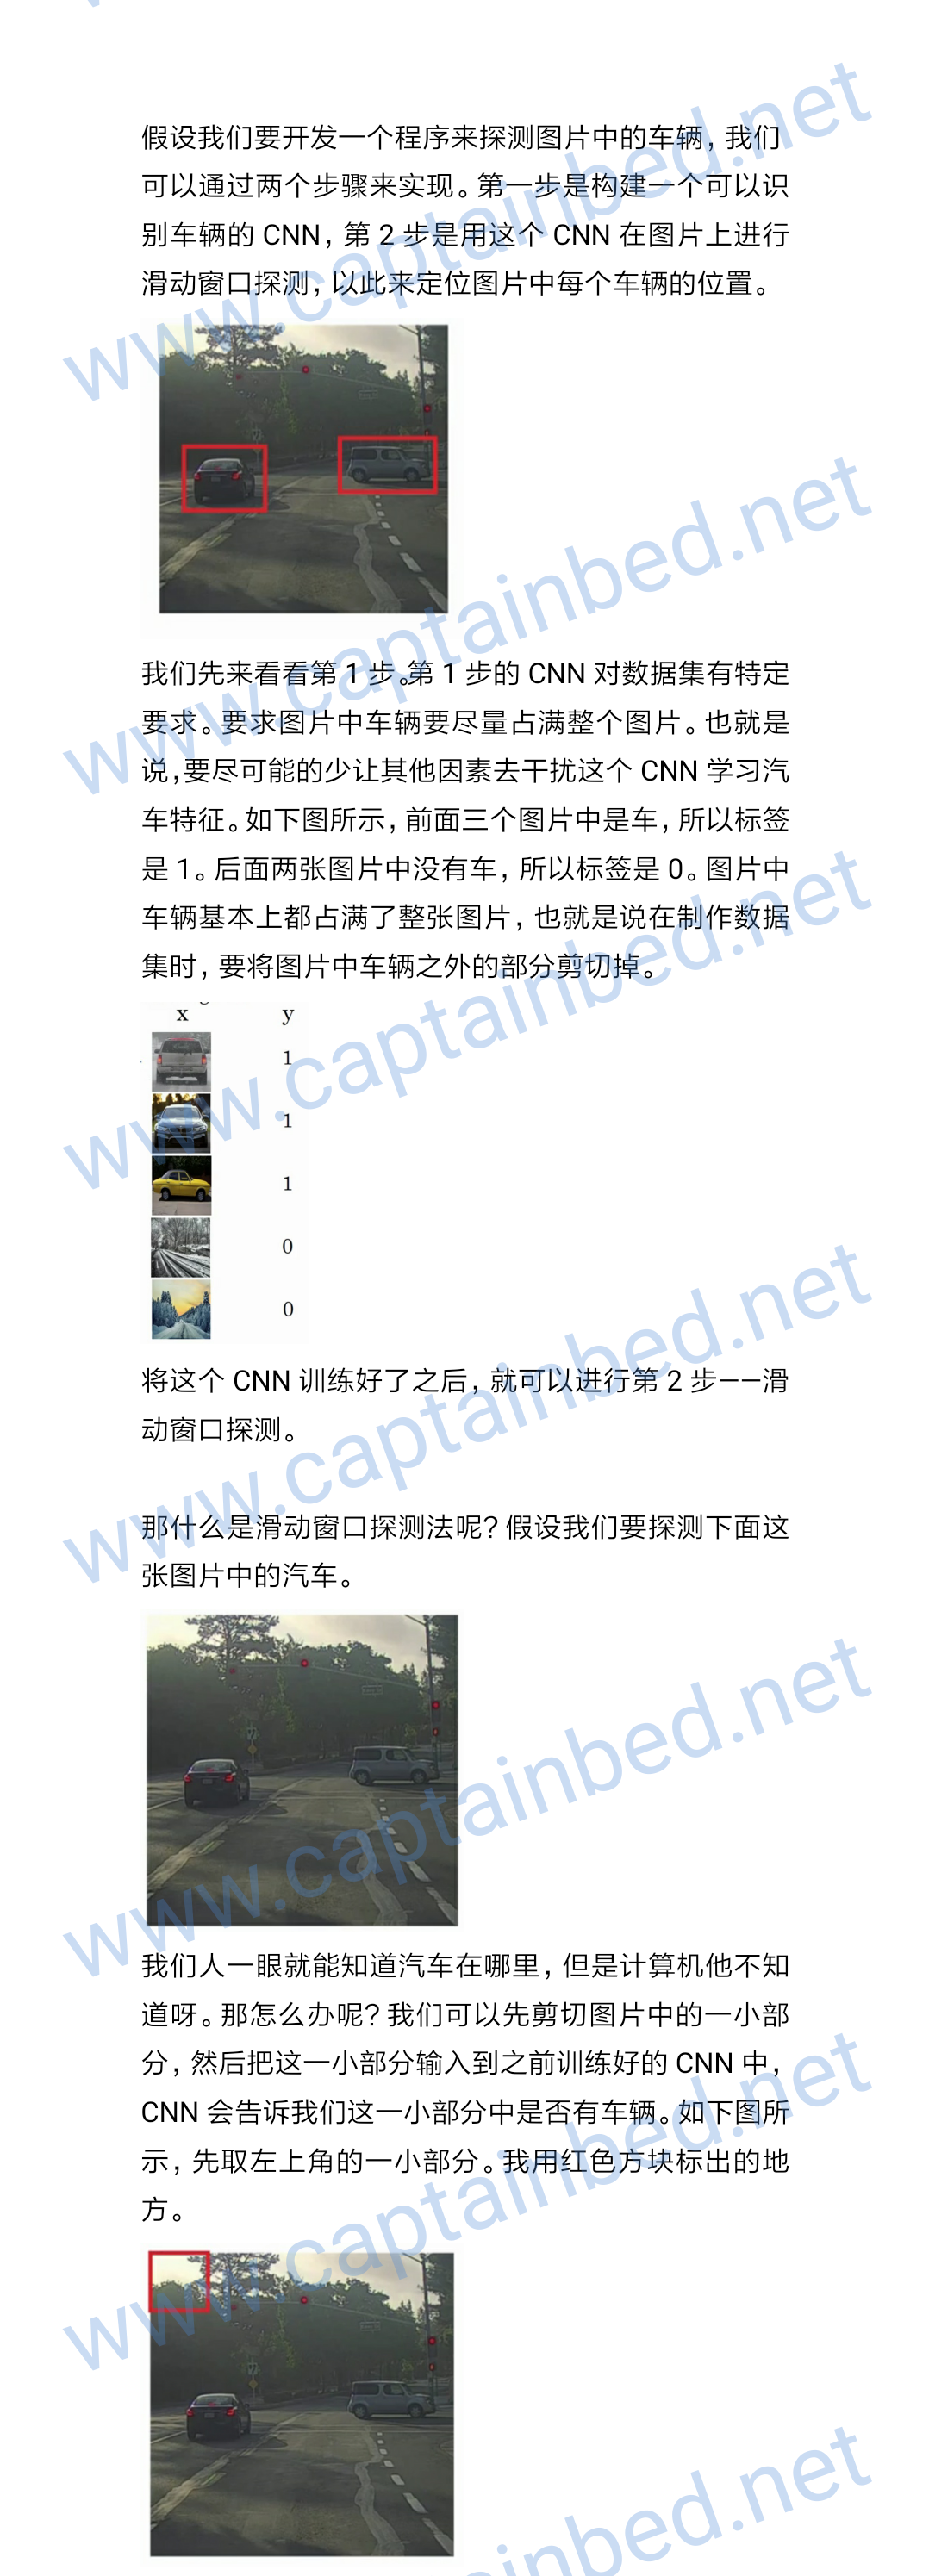 假设我们要开发一个程序来探测图片中的车辆，我们
可以通过两个步骤来实现。第一步是构建一个可以识
别车辆的 CNN，第 2 步是用这个 CNN 在图片上进行
滑动窗口探测，以此来定位图片中每个车辆的位置。
我们先来看看第 1 步。第 1 步的 CNN 对数据集有特定
要求。要求图片中车辆要尽量占满整个图片。也就是
说，要尽可能的少让其他因素去干扰这个 CNN 学习汽
车特征。如下图所示，前面三个图片中是车，所以标签
是 1。后面两张图片中没有车，所以标签是 0。图片中
车辆基本上都占满了整张图片，也就是说在制作数据
集时，要将图片中车辆之外的部分剪切掉。
x y
1
1
1
0
0
将这个 CNN 训练好了之后，就可以进行第 2 步——滑
动窗口探测。
那什么是滑动窗口探测法呢？假设我们要探测下面这
张图片中的汽车。
我们人一眼就能知道汽车在哪里，但是计算机他不知
道呀。那怎么办呢？我们可以先剪切图片中的一小部
分，然后把这一小部分输入到之前训练好的 CNN 中，
CNN 会告诉我们这一小部分中是否有车辆。如下图所
示，先取左上角的一小部分。我用红色方块标出的地
方。
www.captainbed.net
www.captainbed.net
www.captainbed.net
www.captainbed.net
www.captainbed.net
www.captainbed.net
inbed.net